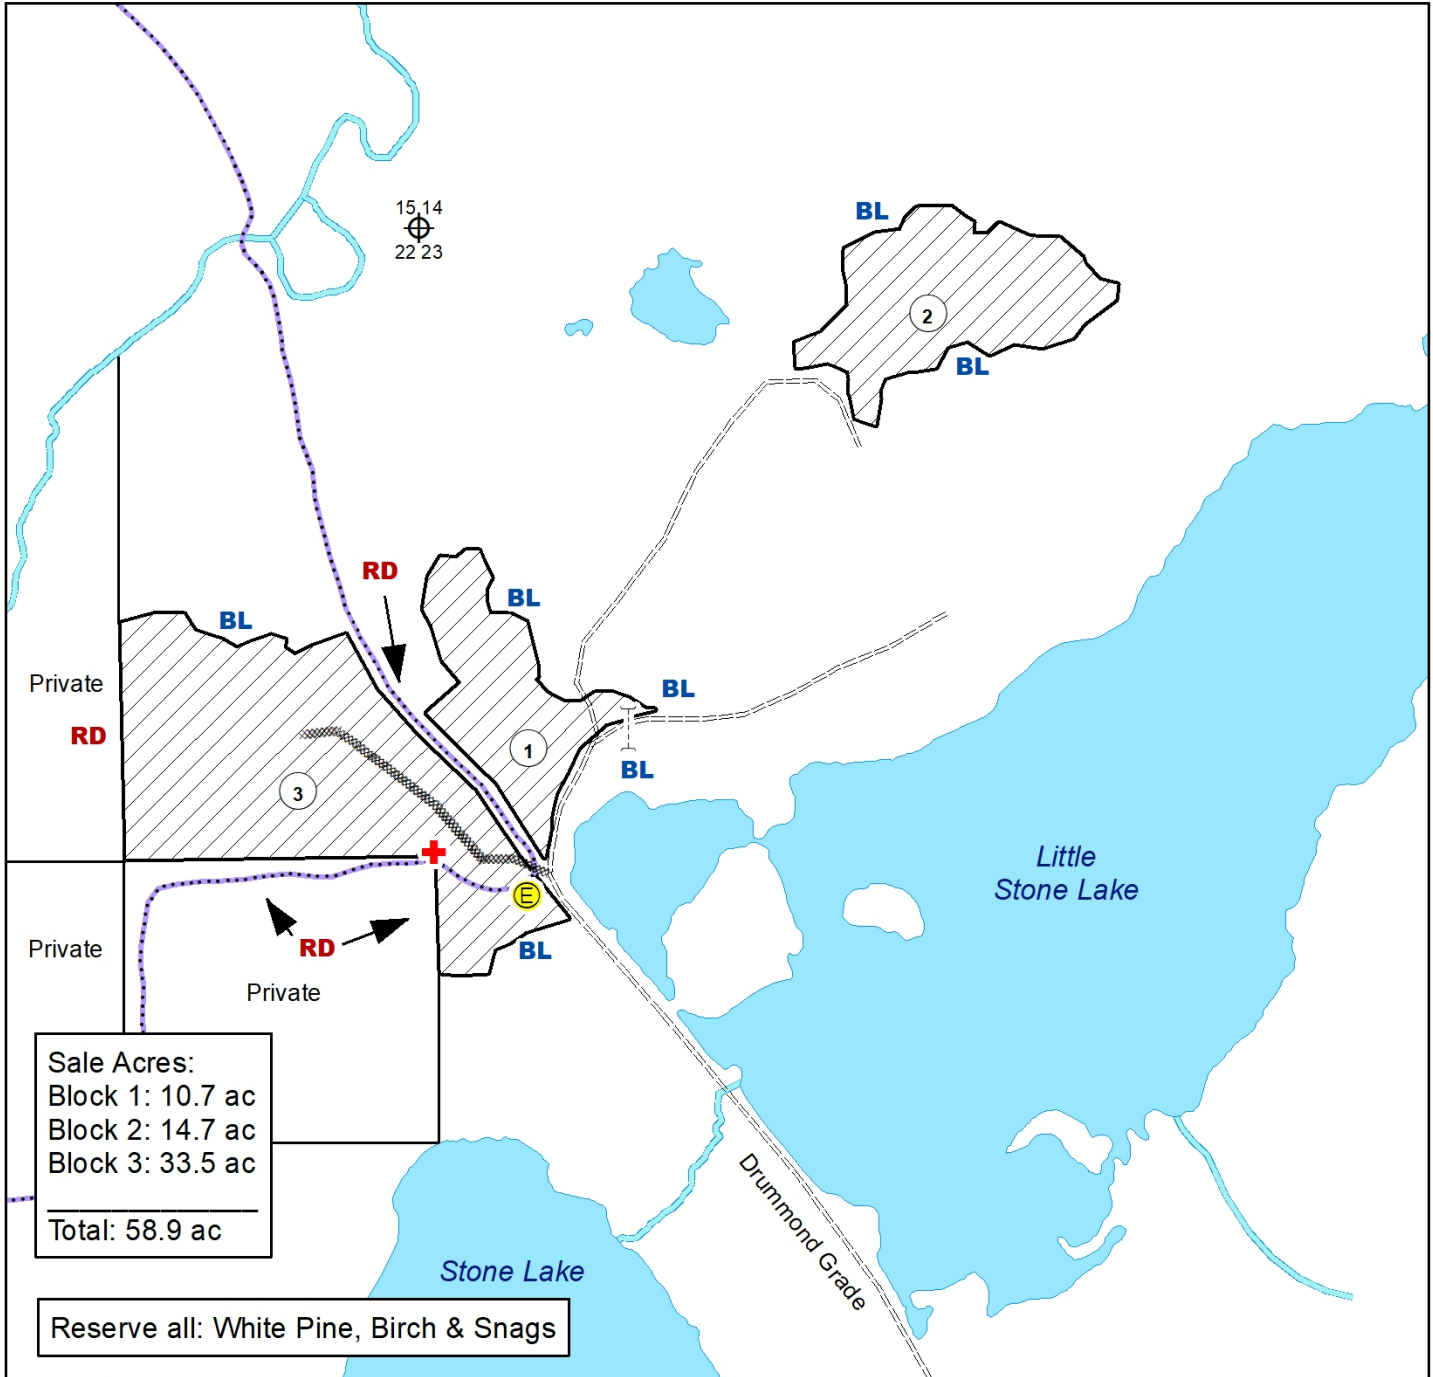 15 14
22 23
BL
2
BL
RD
BL
BL
Private
BL
RD
1
BL
3
Little
Stone Lake
E
Private
RD
BL
Private
Sale Acres:
Block 1: 10.7 ac
Block 2: 14.7 ac
Block 3: 33.5 ac
Total: 58.9 ac
Drummond Grade
Stone Lake
Reserve all: White Pine, Birch & Snags